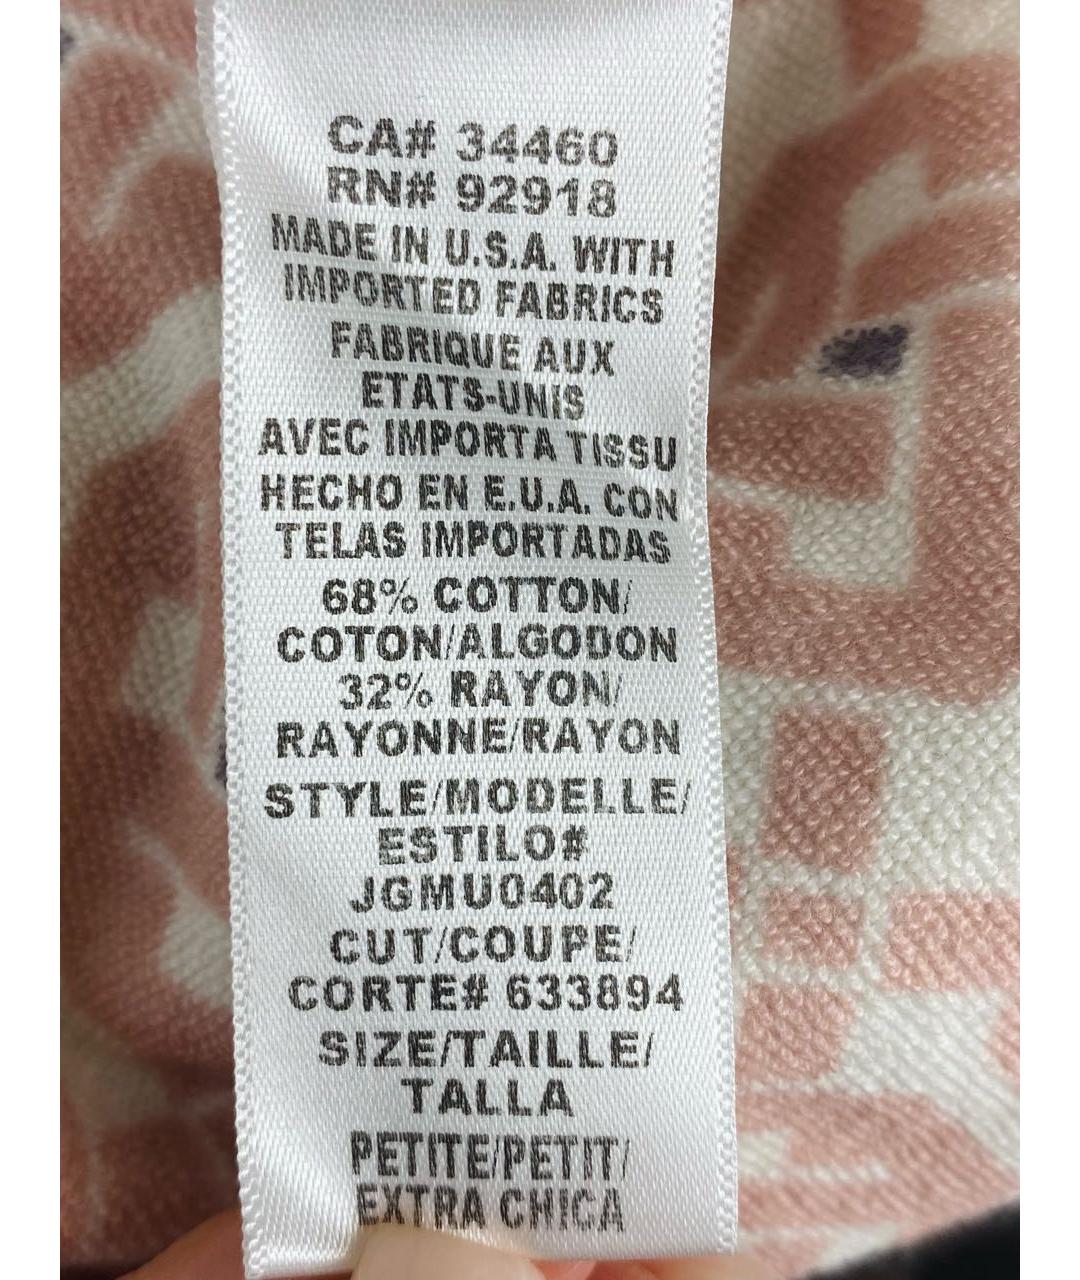 CA# 34460
RN# 92918
MADE IN U.S.A. WITH
IMPORTED FABRICS
FABRIQUE AUX
ETATS-UNIS
AVEC IMPORTA TISSU
HECHO EN E.U.A. CON
TELAS IMPORTADAS
68% COTTON/
COTON/ALGODON
32% RAYON/
RAYONNE/RAYON
STYLE/MODELLE/
ESTILO#
JGMU0402
CUT/COUPE/
CORTE# 633894
SIZE/TAILLE/
TALLA
PETITE/PETIT/
EXTRA CHICA